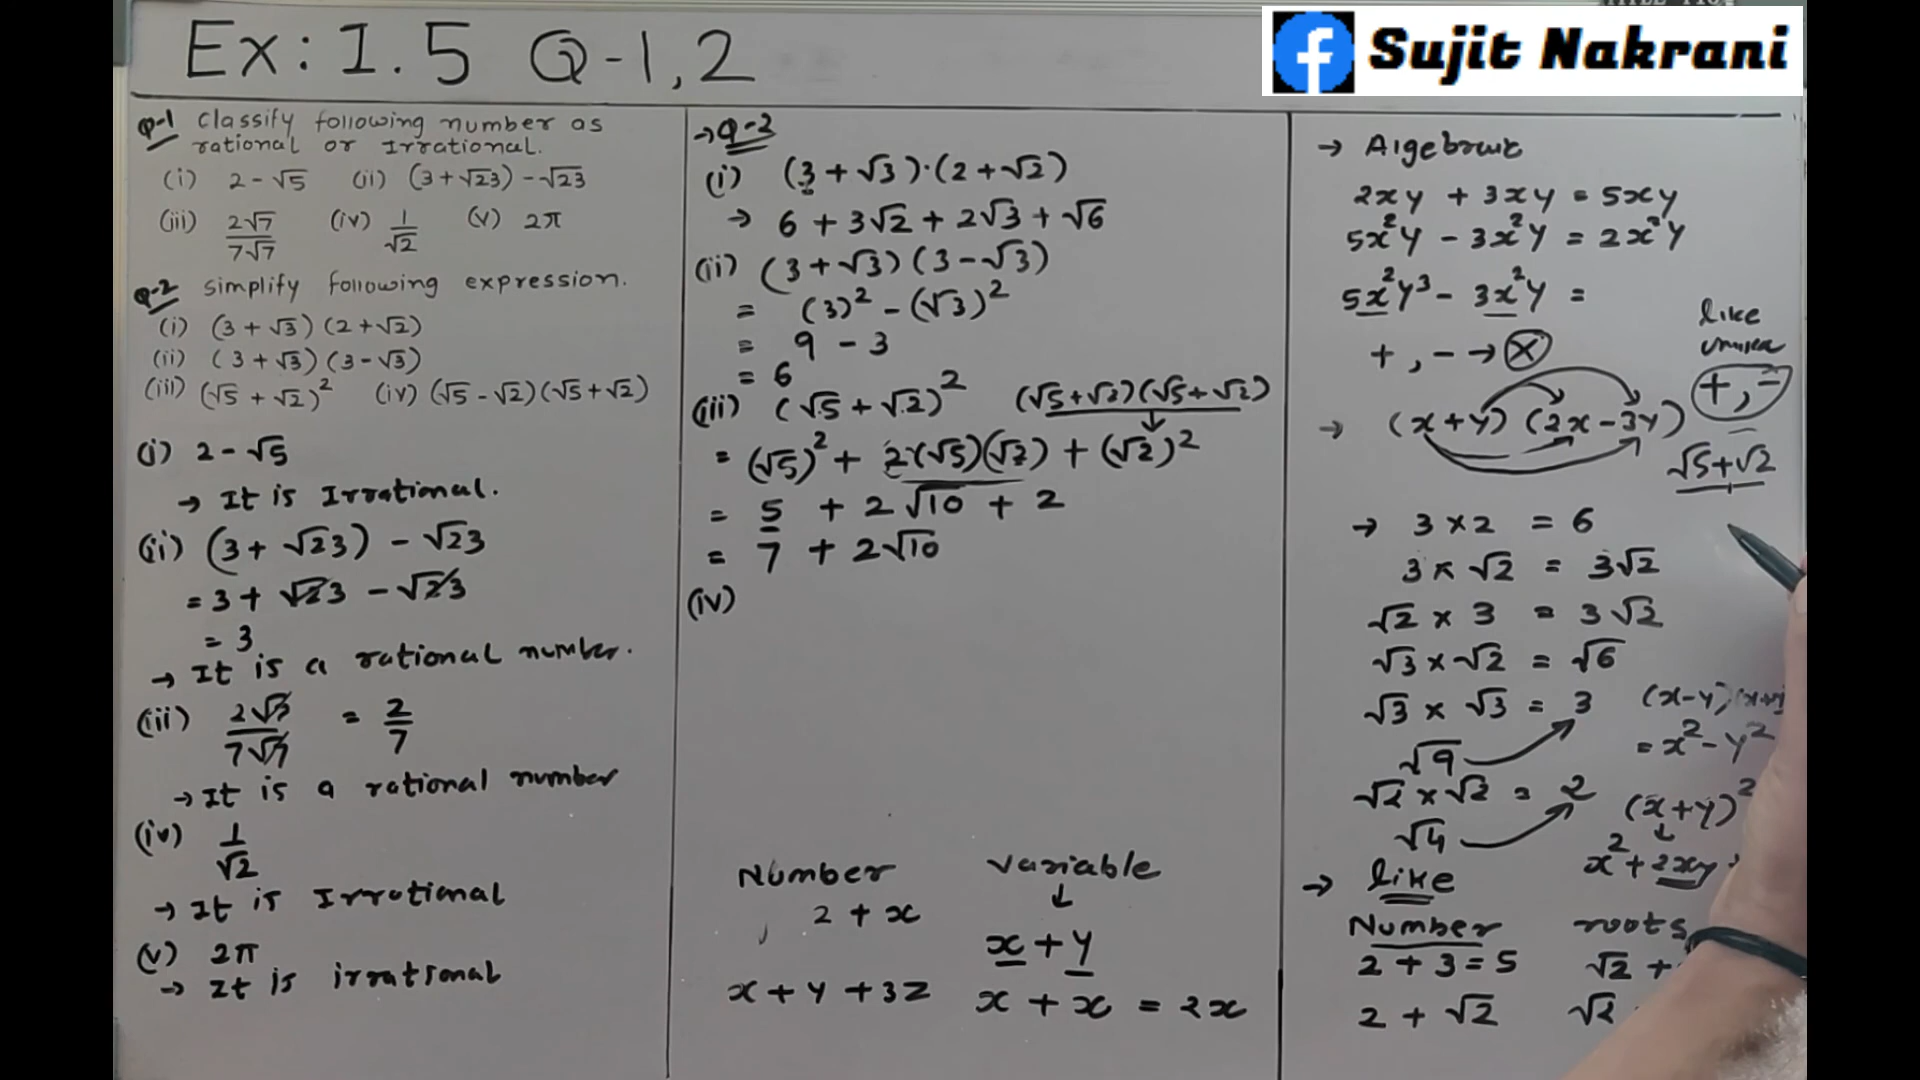 Ex: 1.5 Q-1,2
Sujit Nakrani
Q-1 Classify following number as
rational or Irrational.
(i) 2 - √5 (ii) (3 + √23) - √23
(iii) 2√7/7√7 (iv) 1/√2 (v) 2π
Q-2 simplify following expression.
(i) (3 + √3) (2 + √2)
(ii) (3 + √3) (3 - √3)
(iii) (√5 + √2)² (iv) (√5 - √2) (√5 + √2)
(i) 2 - √5
→ It is Irrational.
(ii) (3 + √23) - √23
= 3 + √23 - √23
= 3
→ It is a rational number.
(iii) 2√7/7√7 = 2/7
→ It is a rational number
(iv) 1/√2
→ It is Irrational
(v) 2π
→ It is irrational
→ Q-2
(i) (3 + √3)·(2 + √2)
→ 6 + 3√2 + 2√3 + √6
(ii) (3 + √3) (3 - √3)
= (3)² - (√3)²
= 9 - 3
= 6
(iii) (√5 + √2)² (√5+√2)(√5+√2)
= (√5)² + 2(√5)(√2) + (√2)²
= 5 + 2√10 + 2
= 7 + 2√10
(iv)
Number variable
2 + x ↓
x + y
x + y + 3z x + x = 2x
→ Algebraic
2xy + 3xy = 5xy
5x²y - 3x²y = 2x²y
5x²y³ - 3x²y =
like
+ , - → ⊗
+ , -
→ (x + y) (2x - 3y)
√5+√2
→ 3 × 2 = 6
3 × √2 = 3√2
√2 × 3 = 3√2
√3 × √2 = √6
√3 × √3 = 3
√9
(x-y)(x+y)
= x² - y²
√2 × √2 = 2
√4
(x+y)²
↓
x² + 2xy
→ like
Number roots
2 + 3 = 5 √2 +
2 + √2 √2